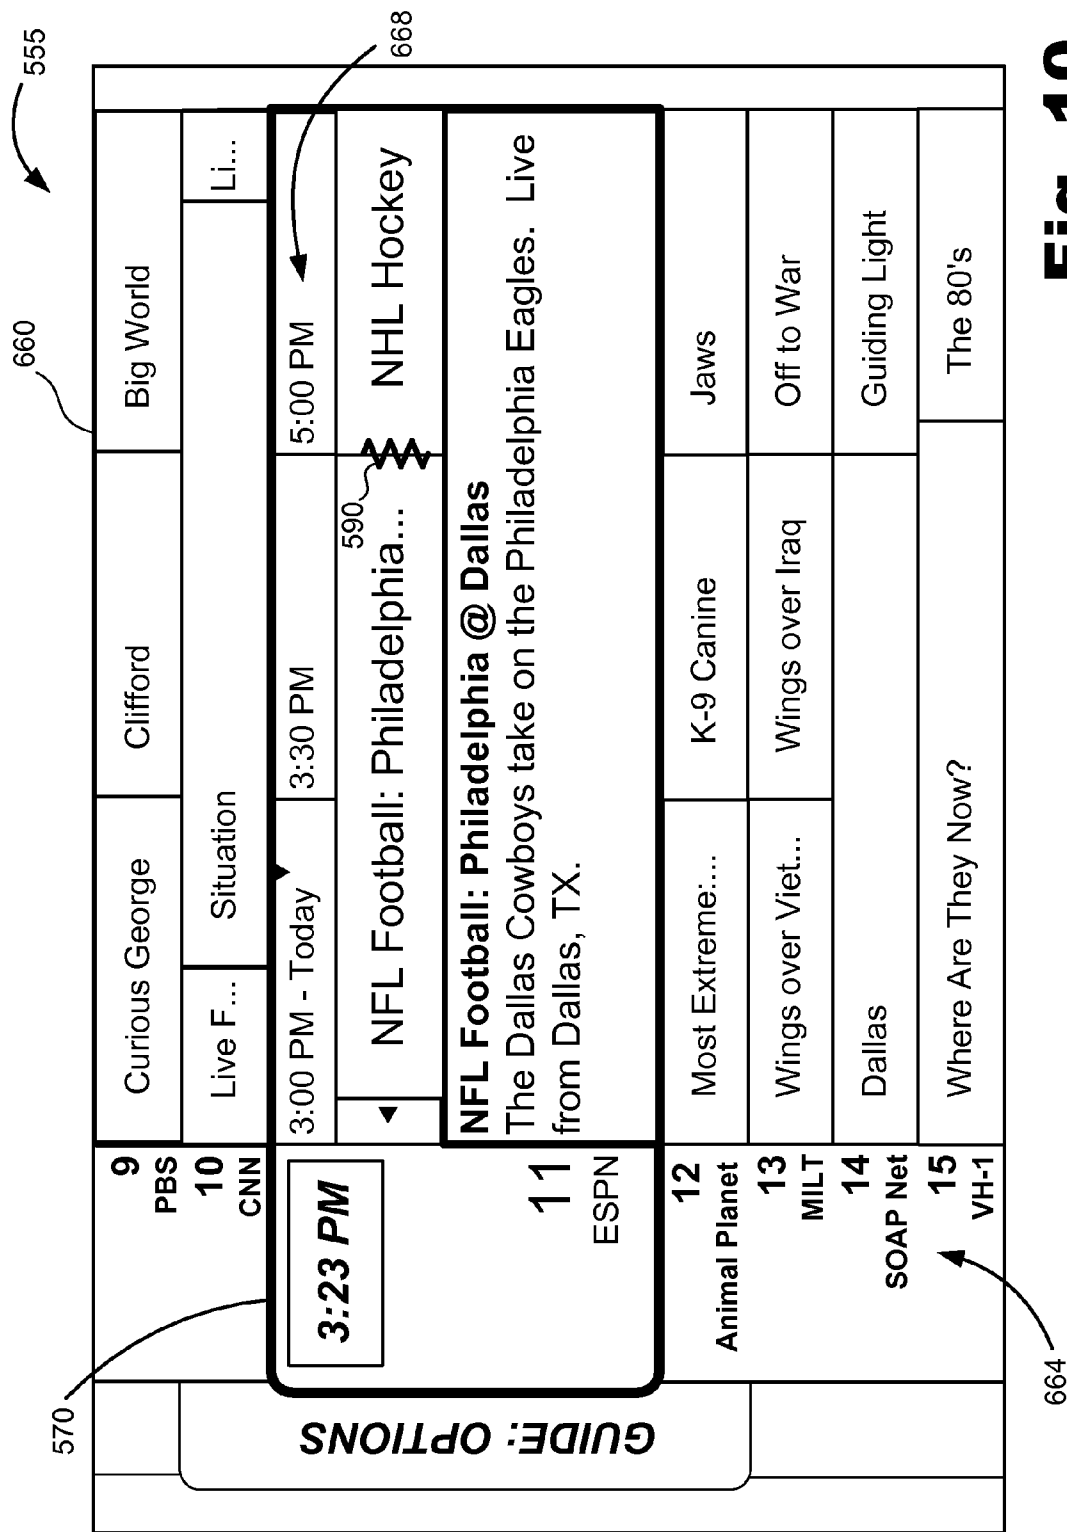 555
660
668
570
664
590
GUIDE: OPTIONS
9
PBS
Curious George
Clifford
Big World
10
CNN
Live F...
Situation
Li...
3:23 PM
3:00 PM - Today
3:30 PM
5:00 PM
NFL Football: Philadelphia...
NHL Hockey
11
ESPN
NFL Football: Philadelphia @ Dallas
The Dallas Cowboys take on the Philadelphia Eagles. Live
from Dallas, TX.
12
Animal Planet
Most Extreme:...
K-9 Canine
Jaws
13
MILT
Wings over Viet...
Wings over Iraq
Off to War
14
SOAP Net
Dallas
Guiding Light
15
VH-1
Where Are They Now?
The 80's